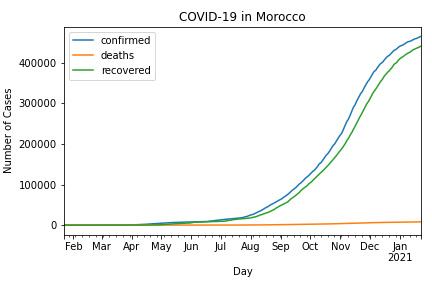 COVID-19 in Morocco
confirmed
deaths
recovered
Number of Cases
400000
300000
200000
100000
0
Feb Mar Apr May Jun Jul Aug Sep Oct Nov Dec Jan
2021
Day